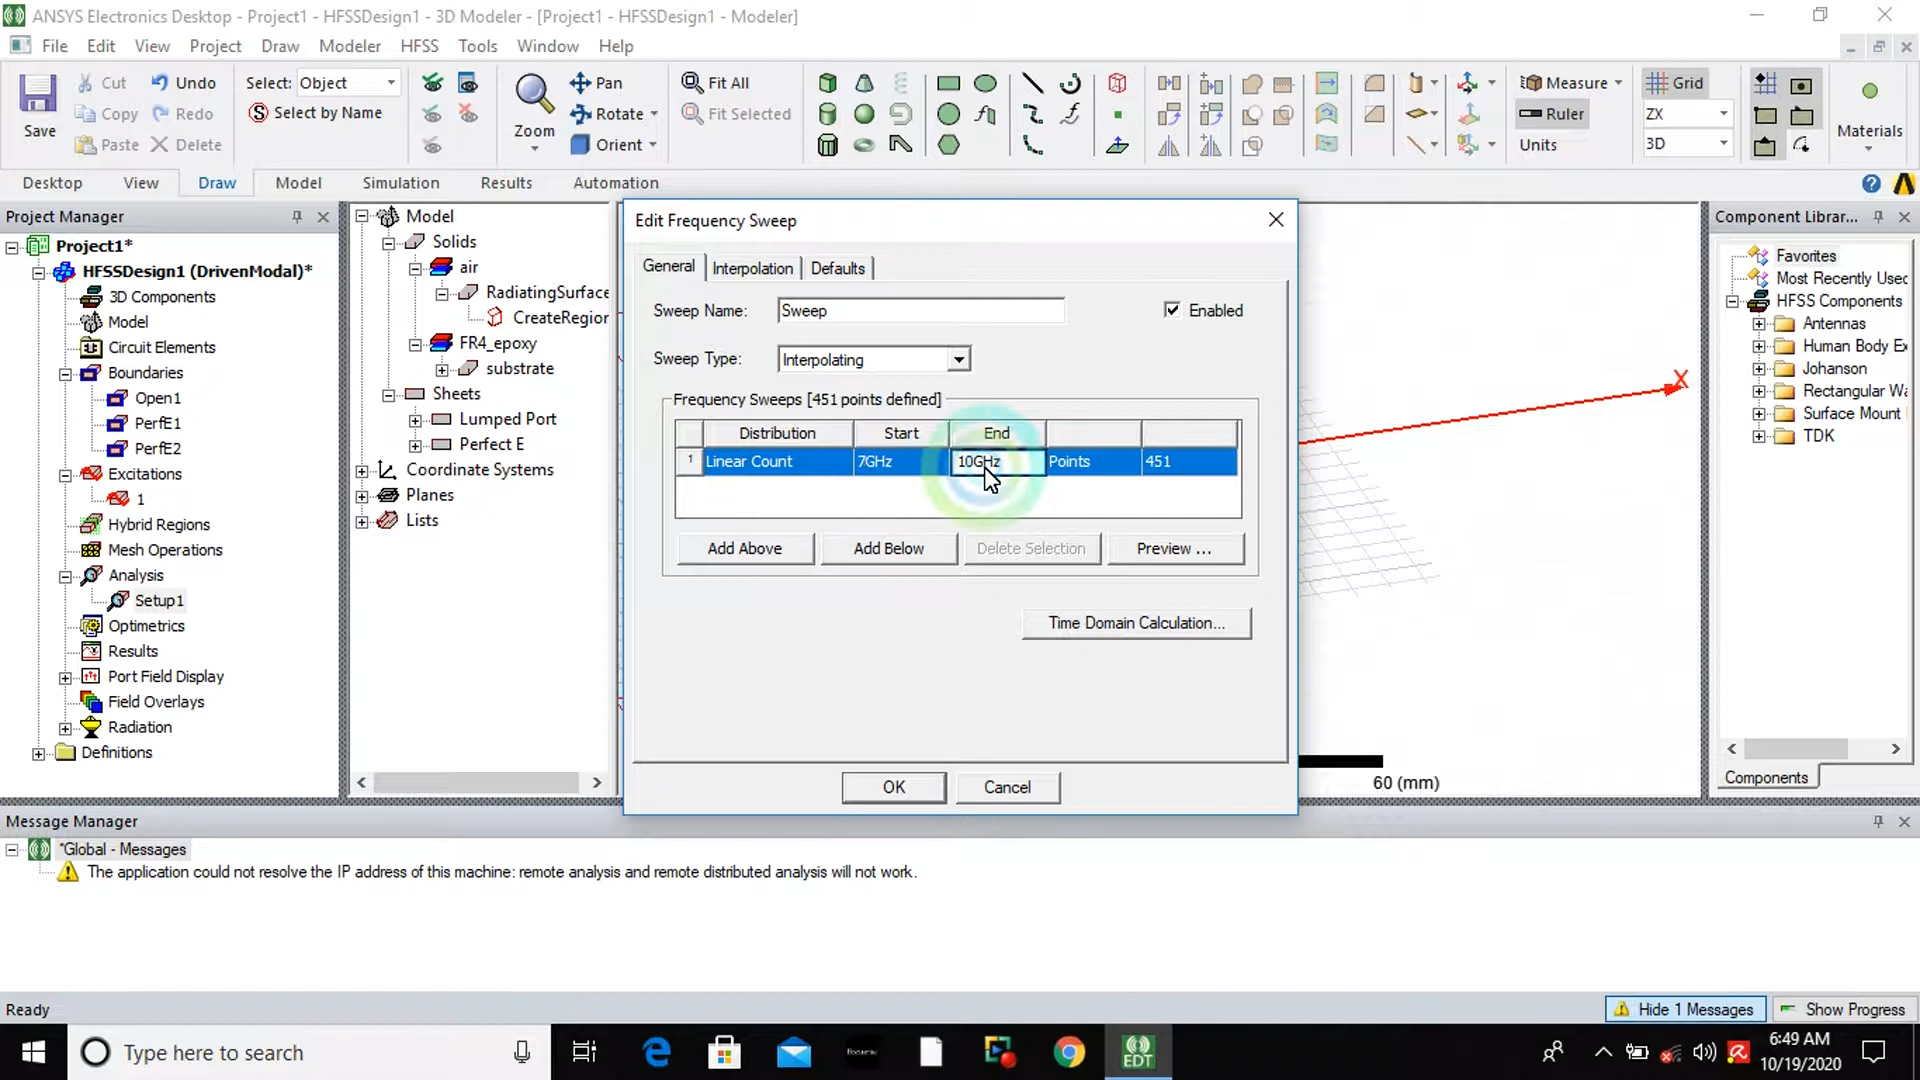 ANSYS Electronics Desktop - Project1 - HFSSDesign1 - 3D Modeler - [Project1 - HFSSDesign1 - Modeler]
File Edit View Project Draw Modeler HFSS Tools Window Help
Save
Cut
Copy
Paste
Undo
Redo
Delete
Select: Object
Select by Name
Zoom
Pan
Rotate
Orient
Fit All
Fit Selected
Measure
Ruler
Units
Grid
ZX
3D
Materials
Desktop View Draw Model Simulation Results Automation
Project Manager
Project1*
HFSSDesign1 (DrivenModal)*
3D Components
Model
Circuit Elements
Boundaries
Open1
PerfE1
PerfE2
Excitations
1
Hybrid Regions
Mesh Operations
Analysis
Setup1
Optimetrics
Results
Port Field Display
Field Overlays
Radiation
Definitions
Model
Solids
air
RadiatingSurface
CreateRegion
FR4_epoxy
substrate
Sheets
Lumped Port
Perfect E
Coordinate Systems
Planes
Lists
Edit Frequency Sweep
General Interpolation Defaults
Sweep Name: Sweep Enabled
Sweep Type: Interpolating
Frequency Sweeps [451 points defined]
Distribution Start End
1 Linear Count 7GHz 10GHz Points 451
Add Above Add Below Delete Selection Preview ...
Time Domain Calculation...
OK Cancel
X
60 (mm)
Component Librar...
Favorites
Most Recently Used
HFSS Components
Antennas
Human Body Ex
Johanson
Rectangular Wa
Surface Mount
TDK
Components
Message Manager
*Global - Messages
The application could not resolve the IP address of this machine: remote analysis and remote distributed analysis will not work.
Ready
Hide 1 Messages
Show Progress
Type here to search
EDT
6:49 AM
10/19/2020